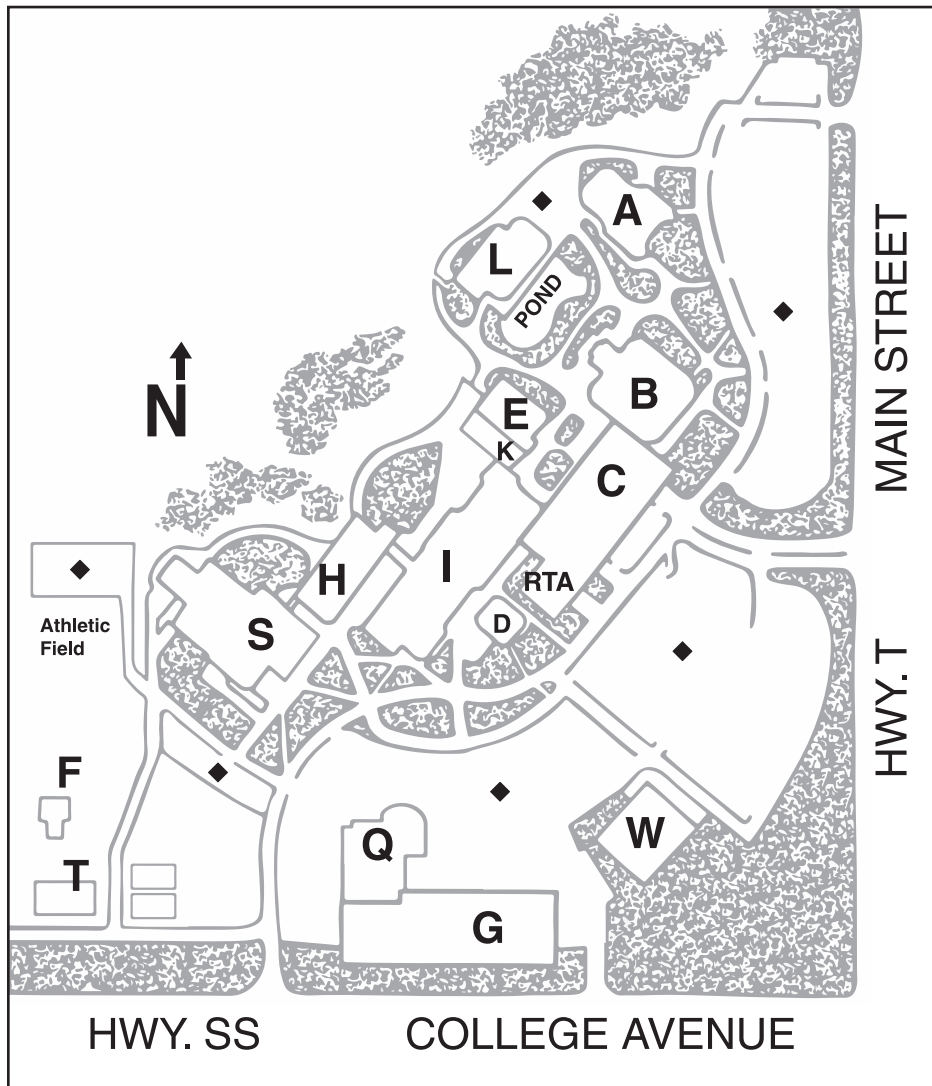 A
L
POND
MAIN STREET
N
B
E
K
C
I
H
RTA
D
S
Athletic
Field
HWY. T
F
T
Q
W
G
HWY. SS
COLLEGE AVENUE